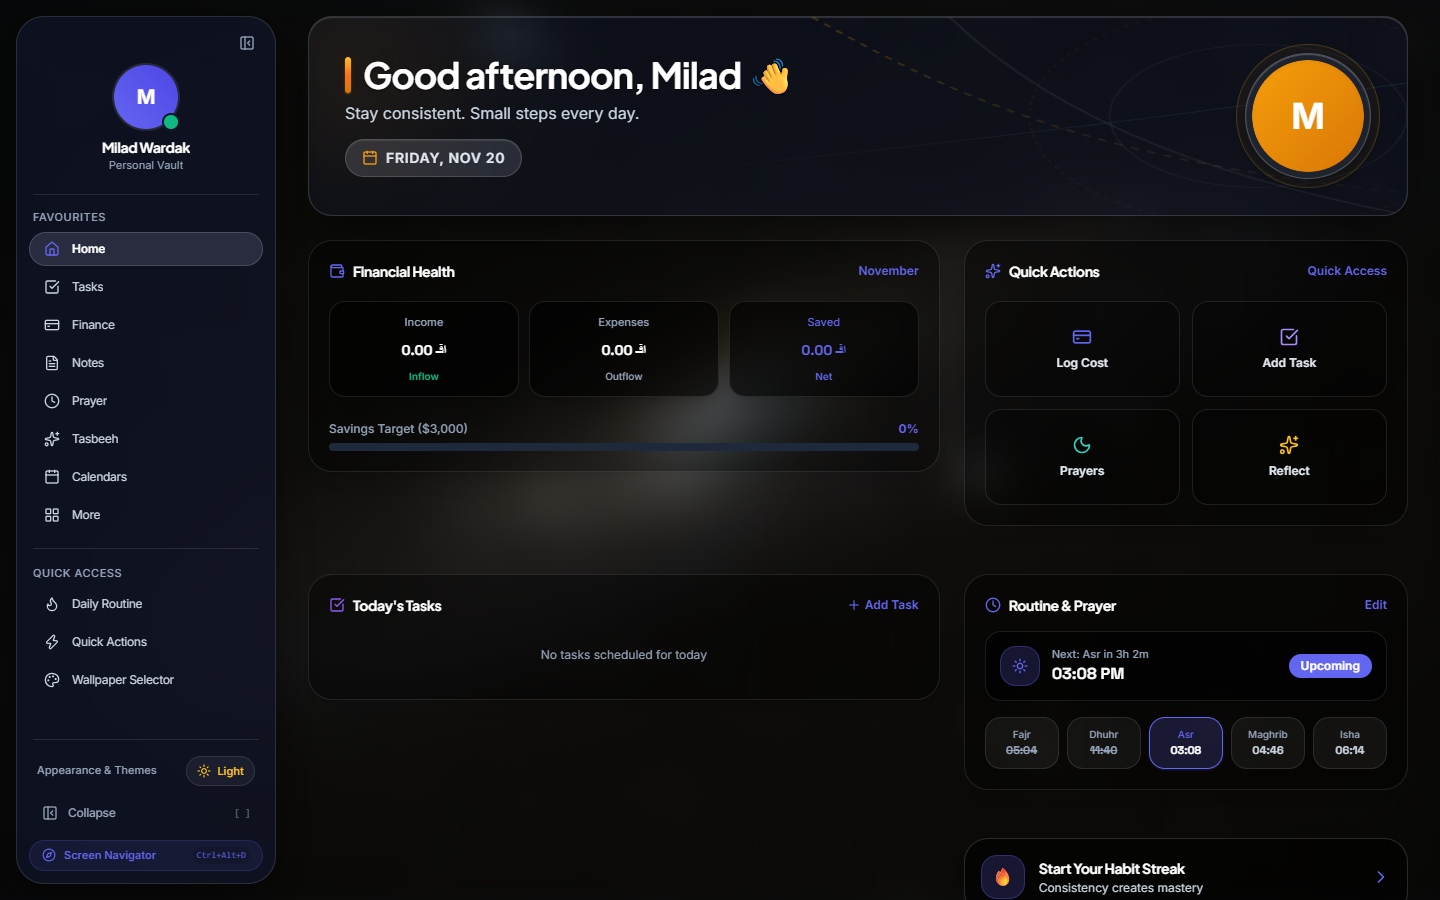 M
Milad Wardak
Personal Vault
FAVOURITES
Home
Tasks
Finance
Notes
Prayer
Tasbeeh
Calendars
More
QUICK ACCESS
Daily Routine
Quick Actions
Wallpaper Selector
Appearance & Themes
Light
Collapse
[ ]
Screen Navigator
Ctrl+Alt+D
Good afternoon, Milad 👋
Stay consistent. Small steps every day.
FRIDAY, NOV 20
M
Financial Health
November
Income
0.00 افـ
Inflow
Expenses
0.00 افـ
Outflow
Saved
0.00 افـ
Net
Savings Target ($3,000)
0%
Quick Actions
Quick Access
Log Cost
Add Task
Prayers
Reflect
Today's Tasks
+ Add Task
No tasks scheduled for today
Routine & Prayer
Edit
Next: Asr in 3h 2m
03:08 PM
Upcoming
Fajr
05:04
Dhuhr
11:40
Asr
03:08
Maghrib
04:46
Isha
06:14
Start Your Habit Streak
Consistency creates mastery